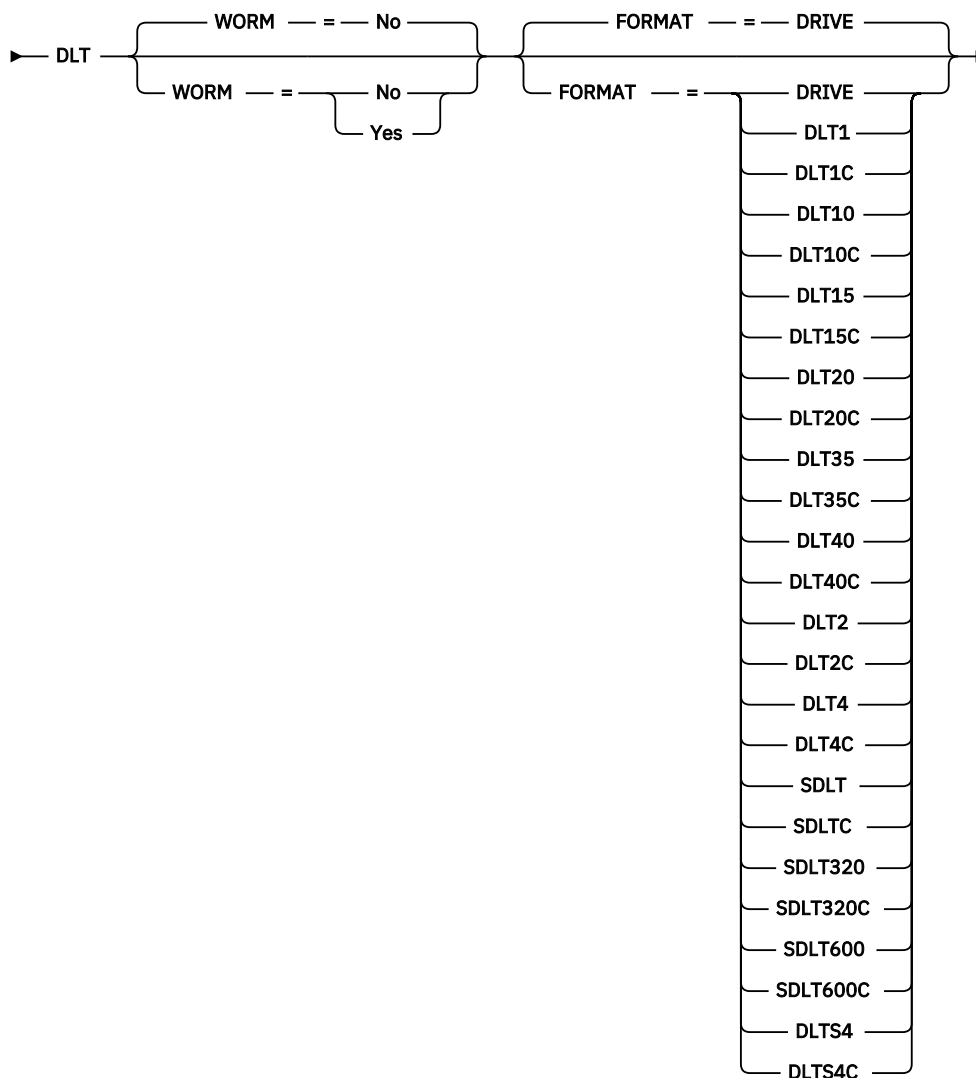 WORM = No FORMAT = DRIVE
DLT
WORM = No FORMAT = DRIVE
Yes DLT1
DLT1C
DLT10
DLT10C
DLT15
DLT15C
DLT20
DLT20C
DLT35
DLT35C
DLT40
DLT40C
DLT2
DLT2C
DLT4
DLT4C
SDLT
SDLTC
SDLT320
SDLT320C
SDLT600
SDLT600C
DLTS4
DLTS4C